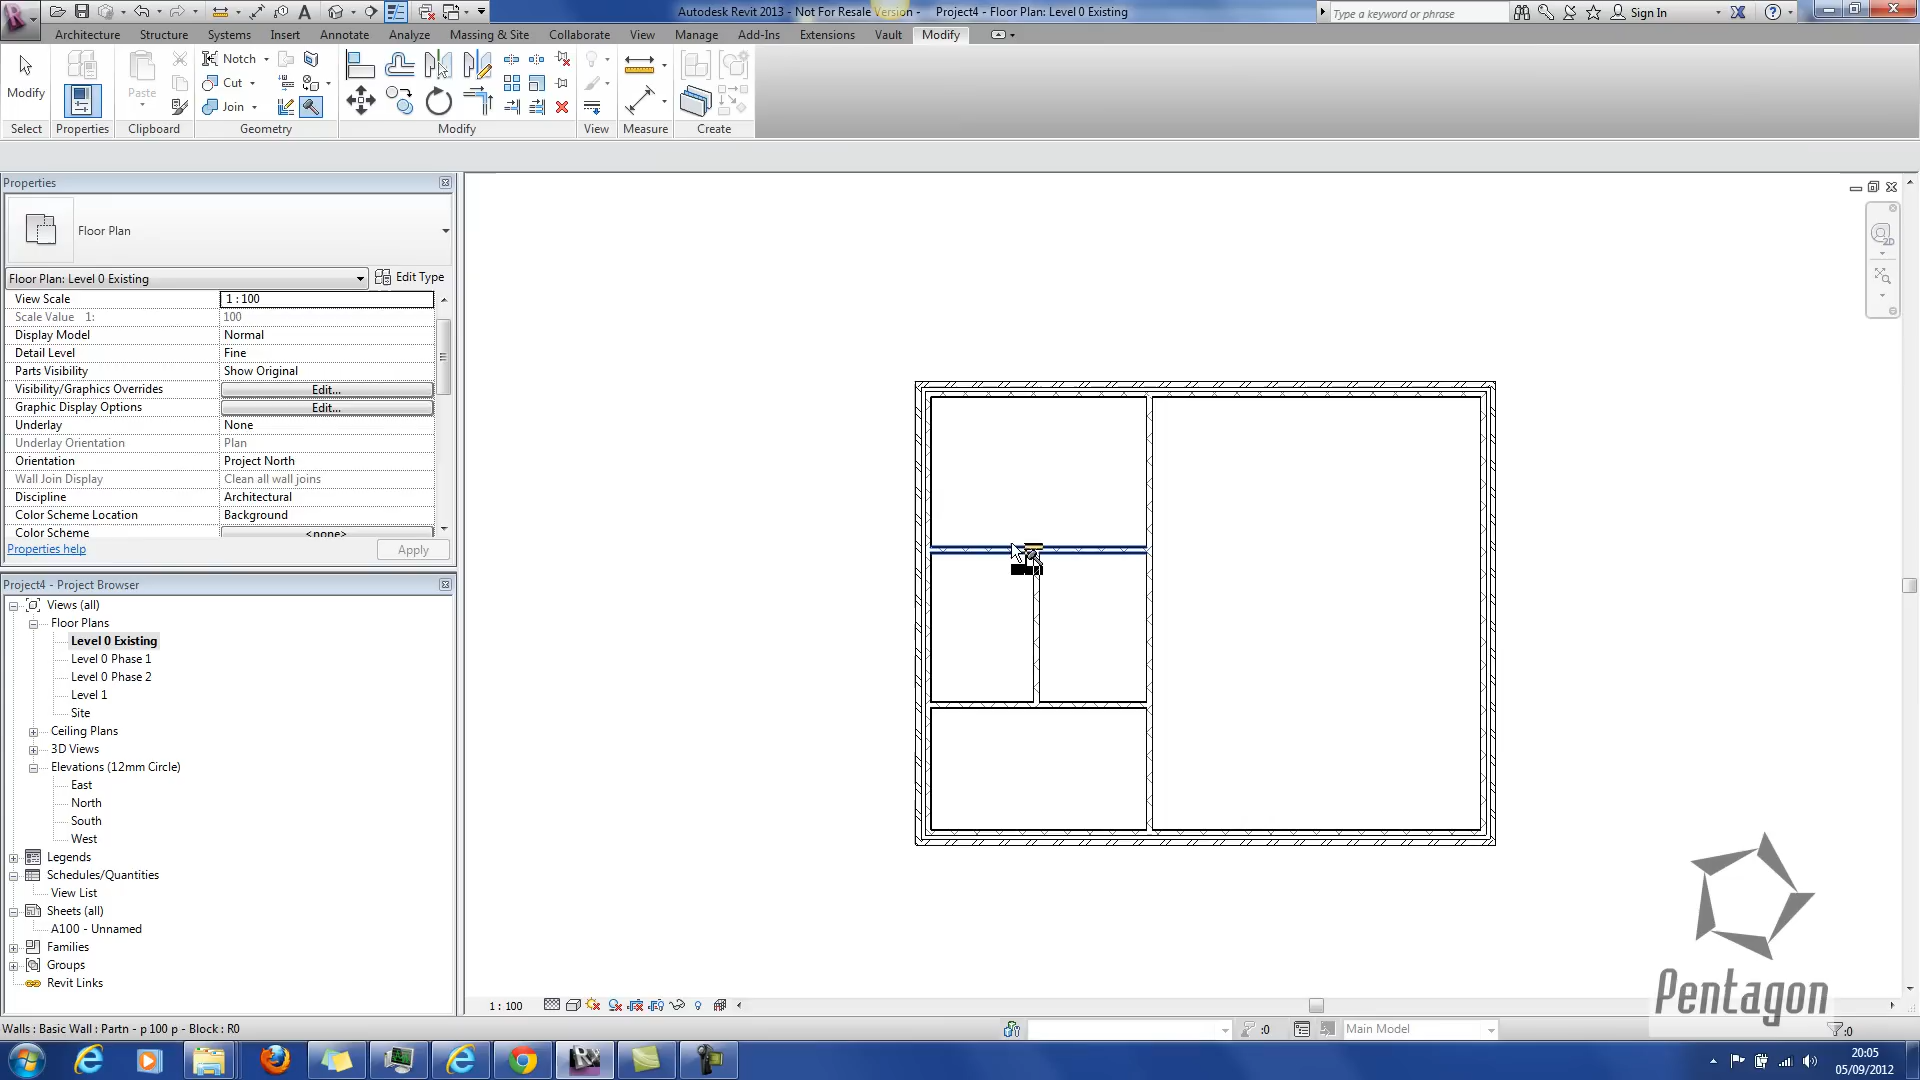 Autodesk Revit 2013 - Not For Resale Version - Project4 - Floor Plan: Level 0 Existing
Type a keyword or phrase
Sign In
Architecture Structure Systems Insert Annotate Analyze Massing & Site Collaborate View Manage Add-Ins Extensions Vault Modify
Modify
Paste
Notch
Cut
Join
Select Properties Clipboard Geometry Modify View Measure Create
Properties
Floor Plan
Floor Plan: Level 0 Existing
Edit Type
View Scale 1 : 100
Scale Value 1: 100
Display Model Normal
Detail Level Fine
Parts Visibility Show Original
Visibility/Graphics Overrides Edit...
Graphic Display Options Edit...
Underlay None
Underlay Orientation Plan
Orientation Project North
Wall Join Display Clean all wall joins
Discipline Architectural
Color Scheme Location Background
Color Scheme <none>
Properties help
Apply
Project4 - Project Browser
Views (all)
Floor Plans
Level 0 Existing
Level 0 Phase 1
Level 0 Phase 2
Level 1
Site
Ceiling Plans
3D Views
Elevations (12mm Circle)
East
North
South
West
Legends
Schedules/Quantities
View List
Sheets (all)
A100 - Unnamed
Families
Groups
Revit Links
2D
1 : 100
Pentagon
Walls : Basic Wall : Partn - p 100 p - Block : R0
:0
Main Model
:0
20:05
05/09/2012